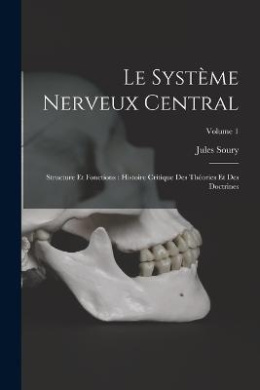 Le Système
Nerveux Central
Structure Et Fonctions : Histoire Critique Des Théories Et Des
Doctrines
Volume 1
Jules Soury